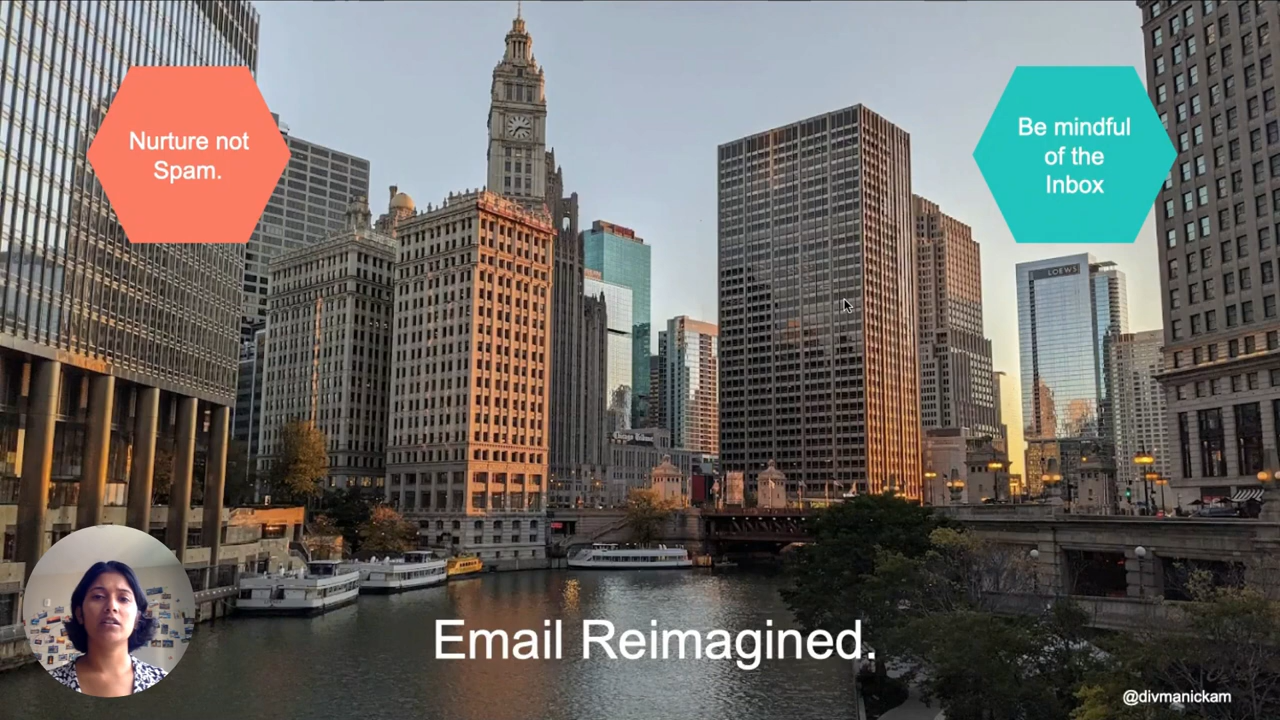 Nurture not
Spam.
Be mindful
of the
Inbox
LOEWS
Email Reimagined.
@divmanickam